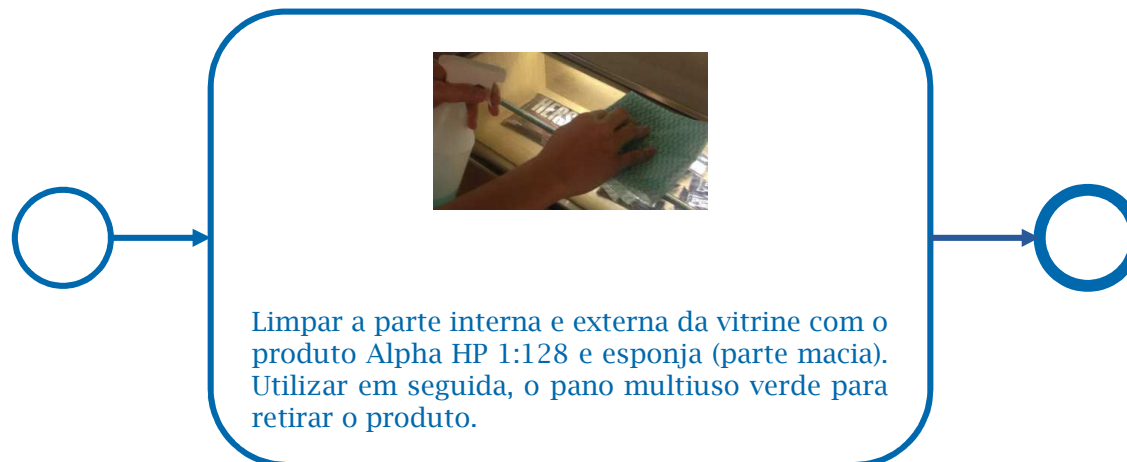 HERS
Limpar a parte interna e externa da vitrine com o
produto Alpha HP 1:128 e esponja (parte macia).
Utilizar em seguida, o pano multiuso verde para
retirar o produto.